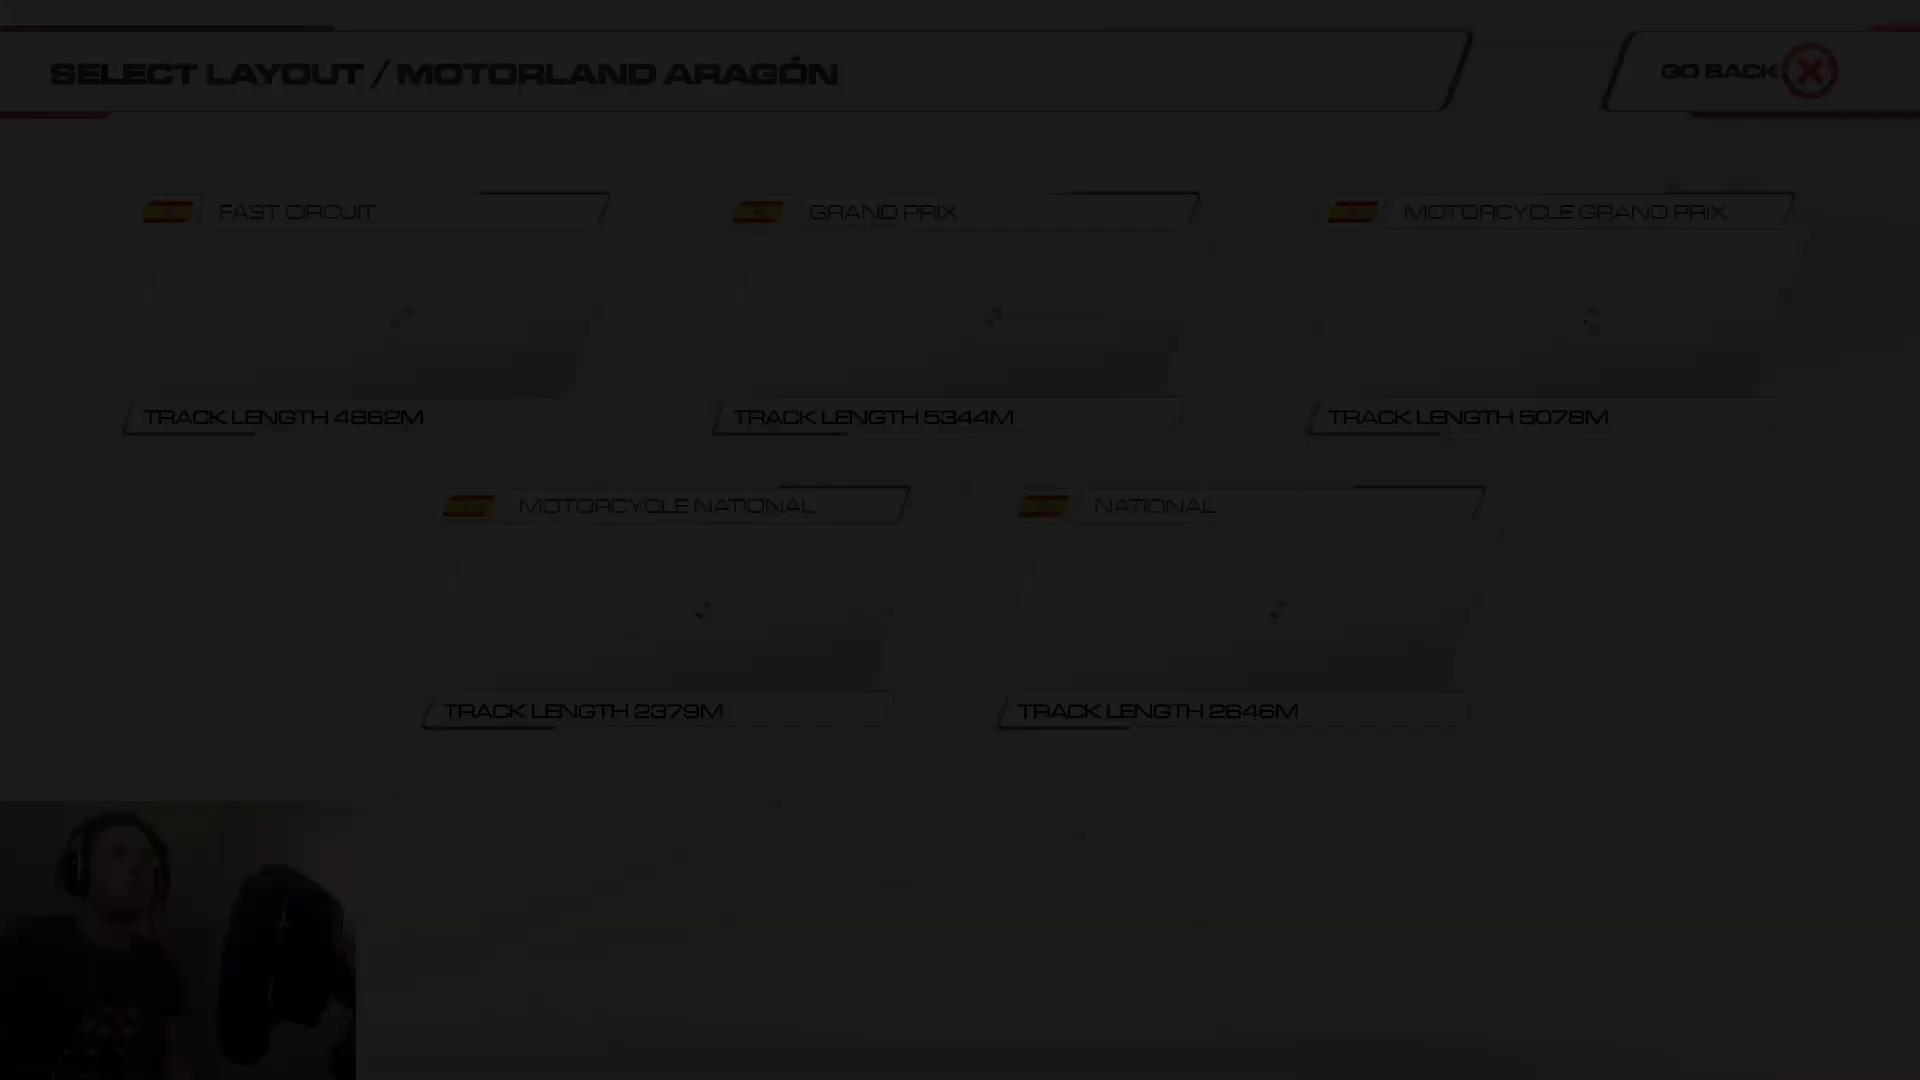 SELECT LAYOUT / MOTORLAND ARAGÓN
GO BACK
FAST CIRCUIT
GRAND PRIX
MOTORCYCLE GRAND PRIX
TRACK LENGTH 4862M
TRACK LENGTH 5344M
TRACK LENGTH 5078M
MOTORCYCLE NATIONAL
NATIONAL
TRACK LENGTH 2379M
TRACK LENGTH 2646M